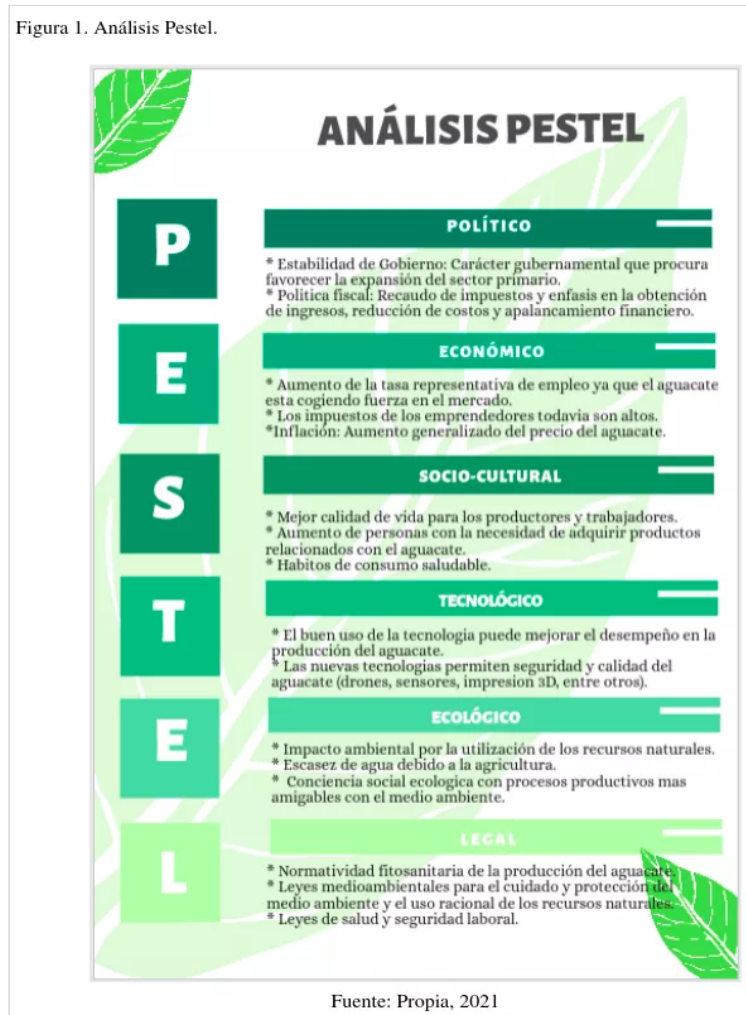 Figura 1. Análisis Pestel.
ANÁLISIS PESTEL
P
POLÍTICO
* Estabilidad de Gobierno: Carácter gubernamental que procura
favorecer la expansión del sector primario.
* Politica fiscal: Recaudo de impuestos y enfasis en la obtención
de ingresos, reducción de costos y apalancamiento financiero.
E
ECONÓMICO
* Aumento de la tasa representativa de empleo ya que el aguacate
esta cogiendo fuerza en el mercado.
* Los impuestos de los emprendedores todavia son altos.
*Inflación: Aumento generalizado del precio del aguacate.
S
SOCIO-CULTURAL
* Mejor calidad de vida para los productores y trabajadores.
* Aumento de personas con la necesidad de adquirir productos
relacionados con el aguacate.
* Habitos de consumo saludable.
T
TECNOLÓGICO
* El buen uso de la tecnologia puede mejorar el desempeño en la
producción del aguacate.
* Las nuevas tecnologias permiten seguridad y calidad del
aguacate (drones, sensores, impresion 3D, entre otros).
E
ECOLÓGICO
* Impacto ambiental por la utilización de los recursos naturales.
* Escasez de agua debido a la agricultura.
* Conciencia social ecologica con procesos productivos mas
amigables con el medio ambiente.
L
LEGAL
* Normatividad fitosanitaria de la producción del aguacate.
* Leyes medioambientales para el cuidado y protección del
medio ambiente y el uso racional de los recursos naturales.
* Leyes de salud y seguridad laboral.
Fuente: Propia, 2021